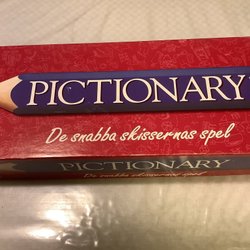 PICTIONARY
De snabba skissernas spel
PICTIONARY
De snabba skissernas spel